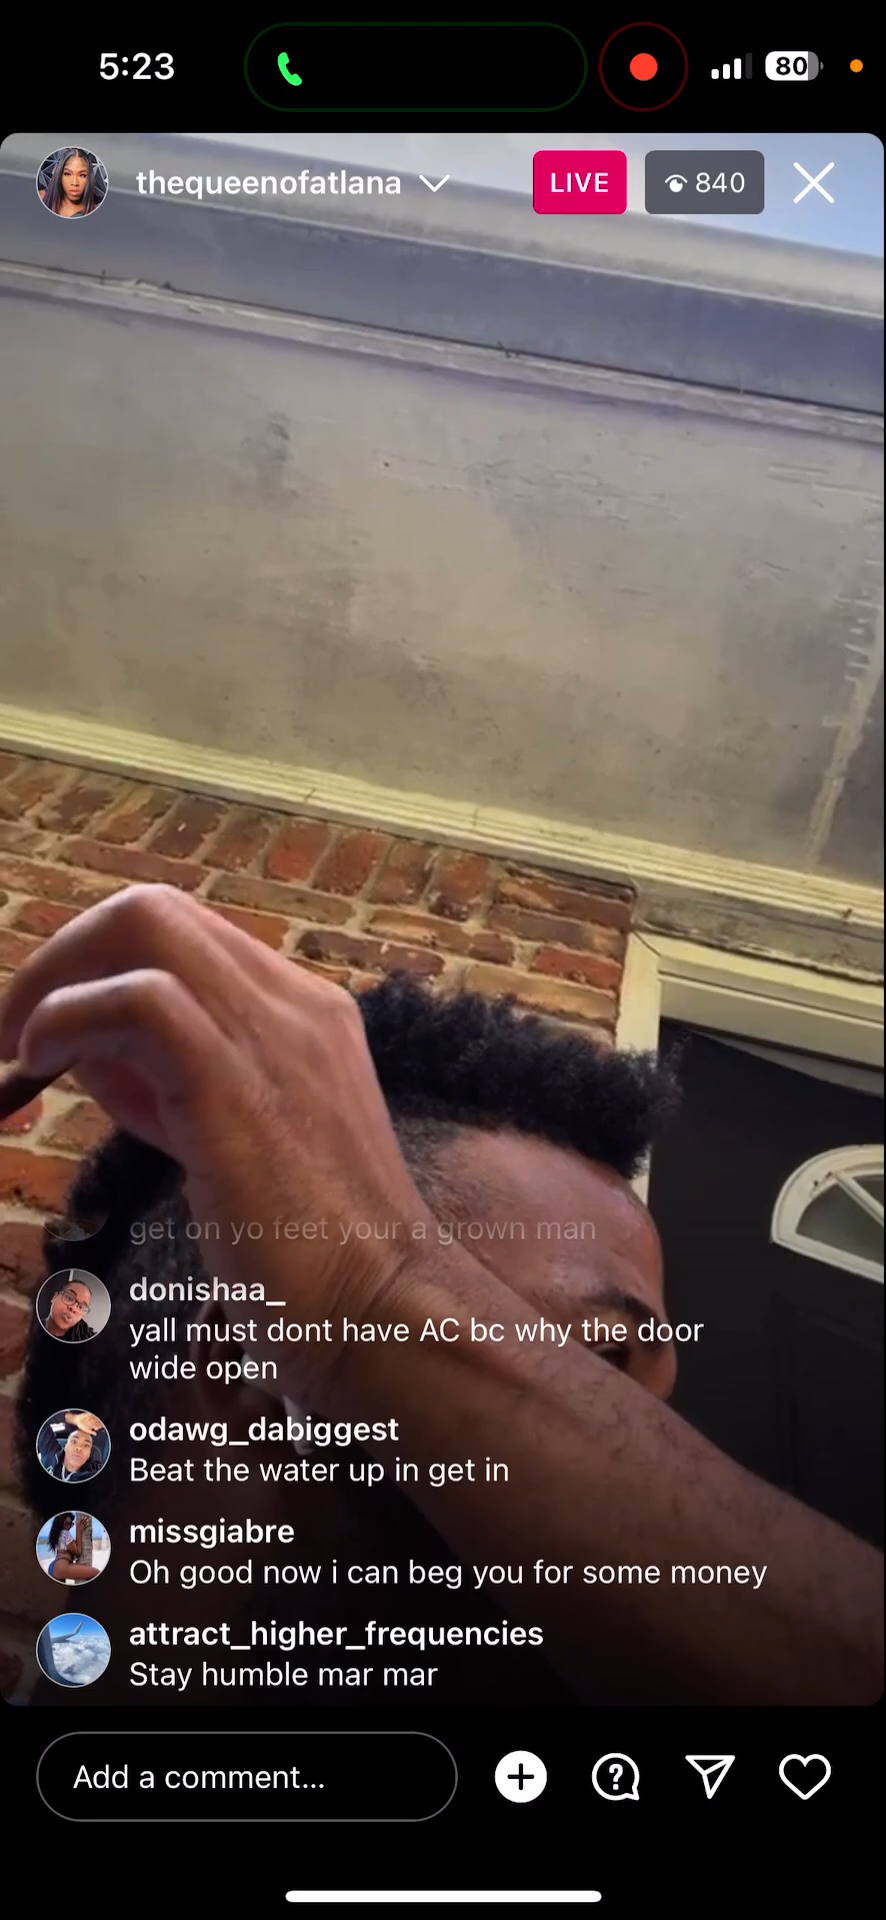 5:23
80
thequeenofatlana
LIVE
840
get on yo feet your a grown man
donishaa_
yall must dont have AC bc why the door
wide open
odawg_dabiggest
Beat the water up in get in
missgiabre
Oh good now i can beg you for some money
attract_higher_frequencies
Stay humble mar mar
Add a comment...